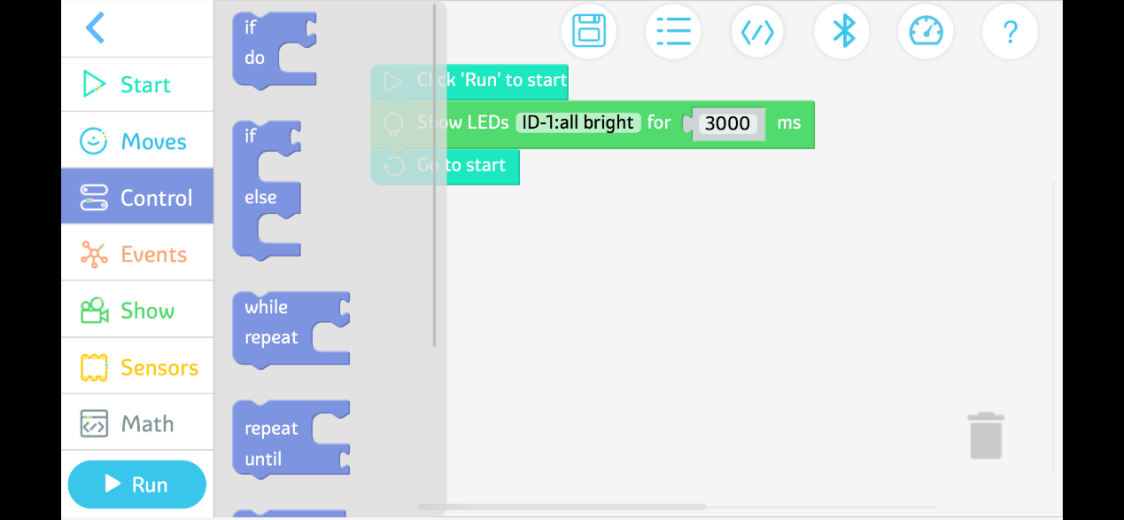 Start
Moves
Control
Events
Show
Sensors
Math
Run
if
do
if
else
while
repeat
repeat
until
?
Click 'Run' to start
Show LEDs ID-1:all bright for 3000 ms
Go to start